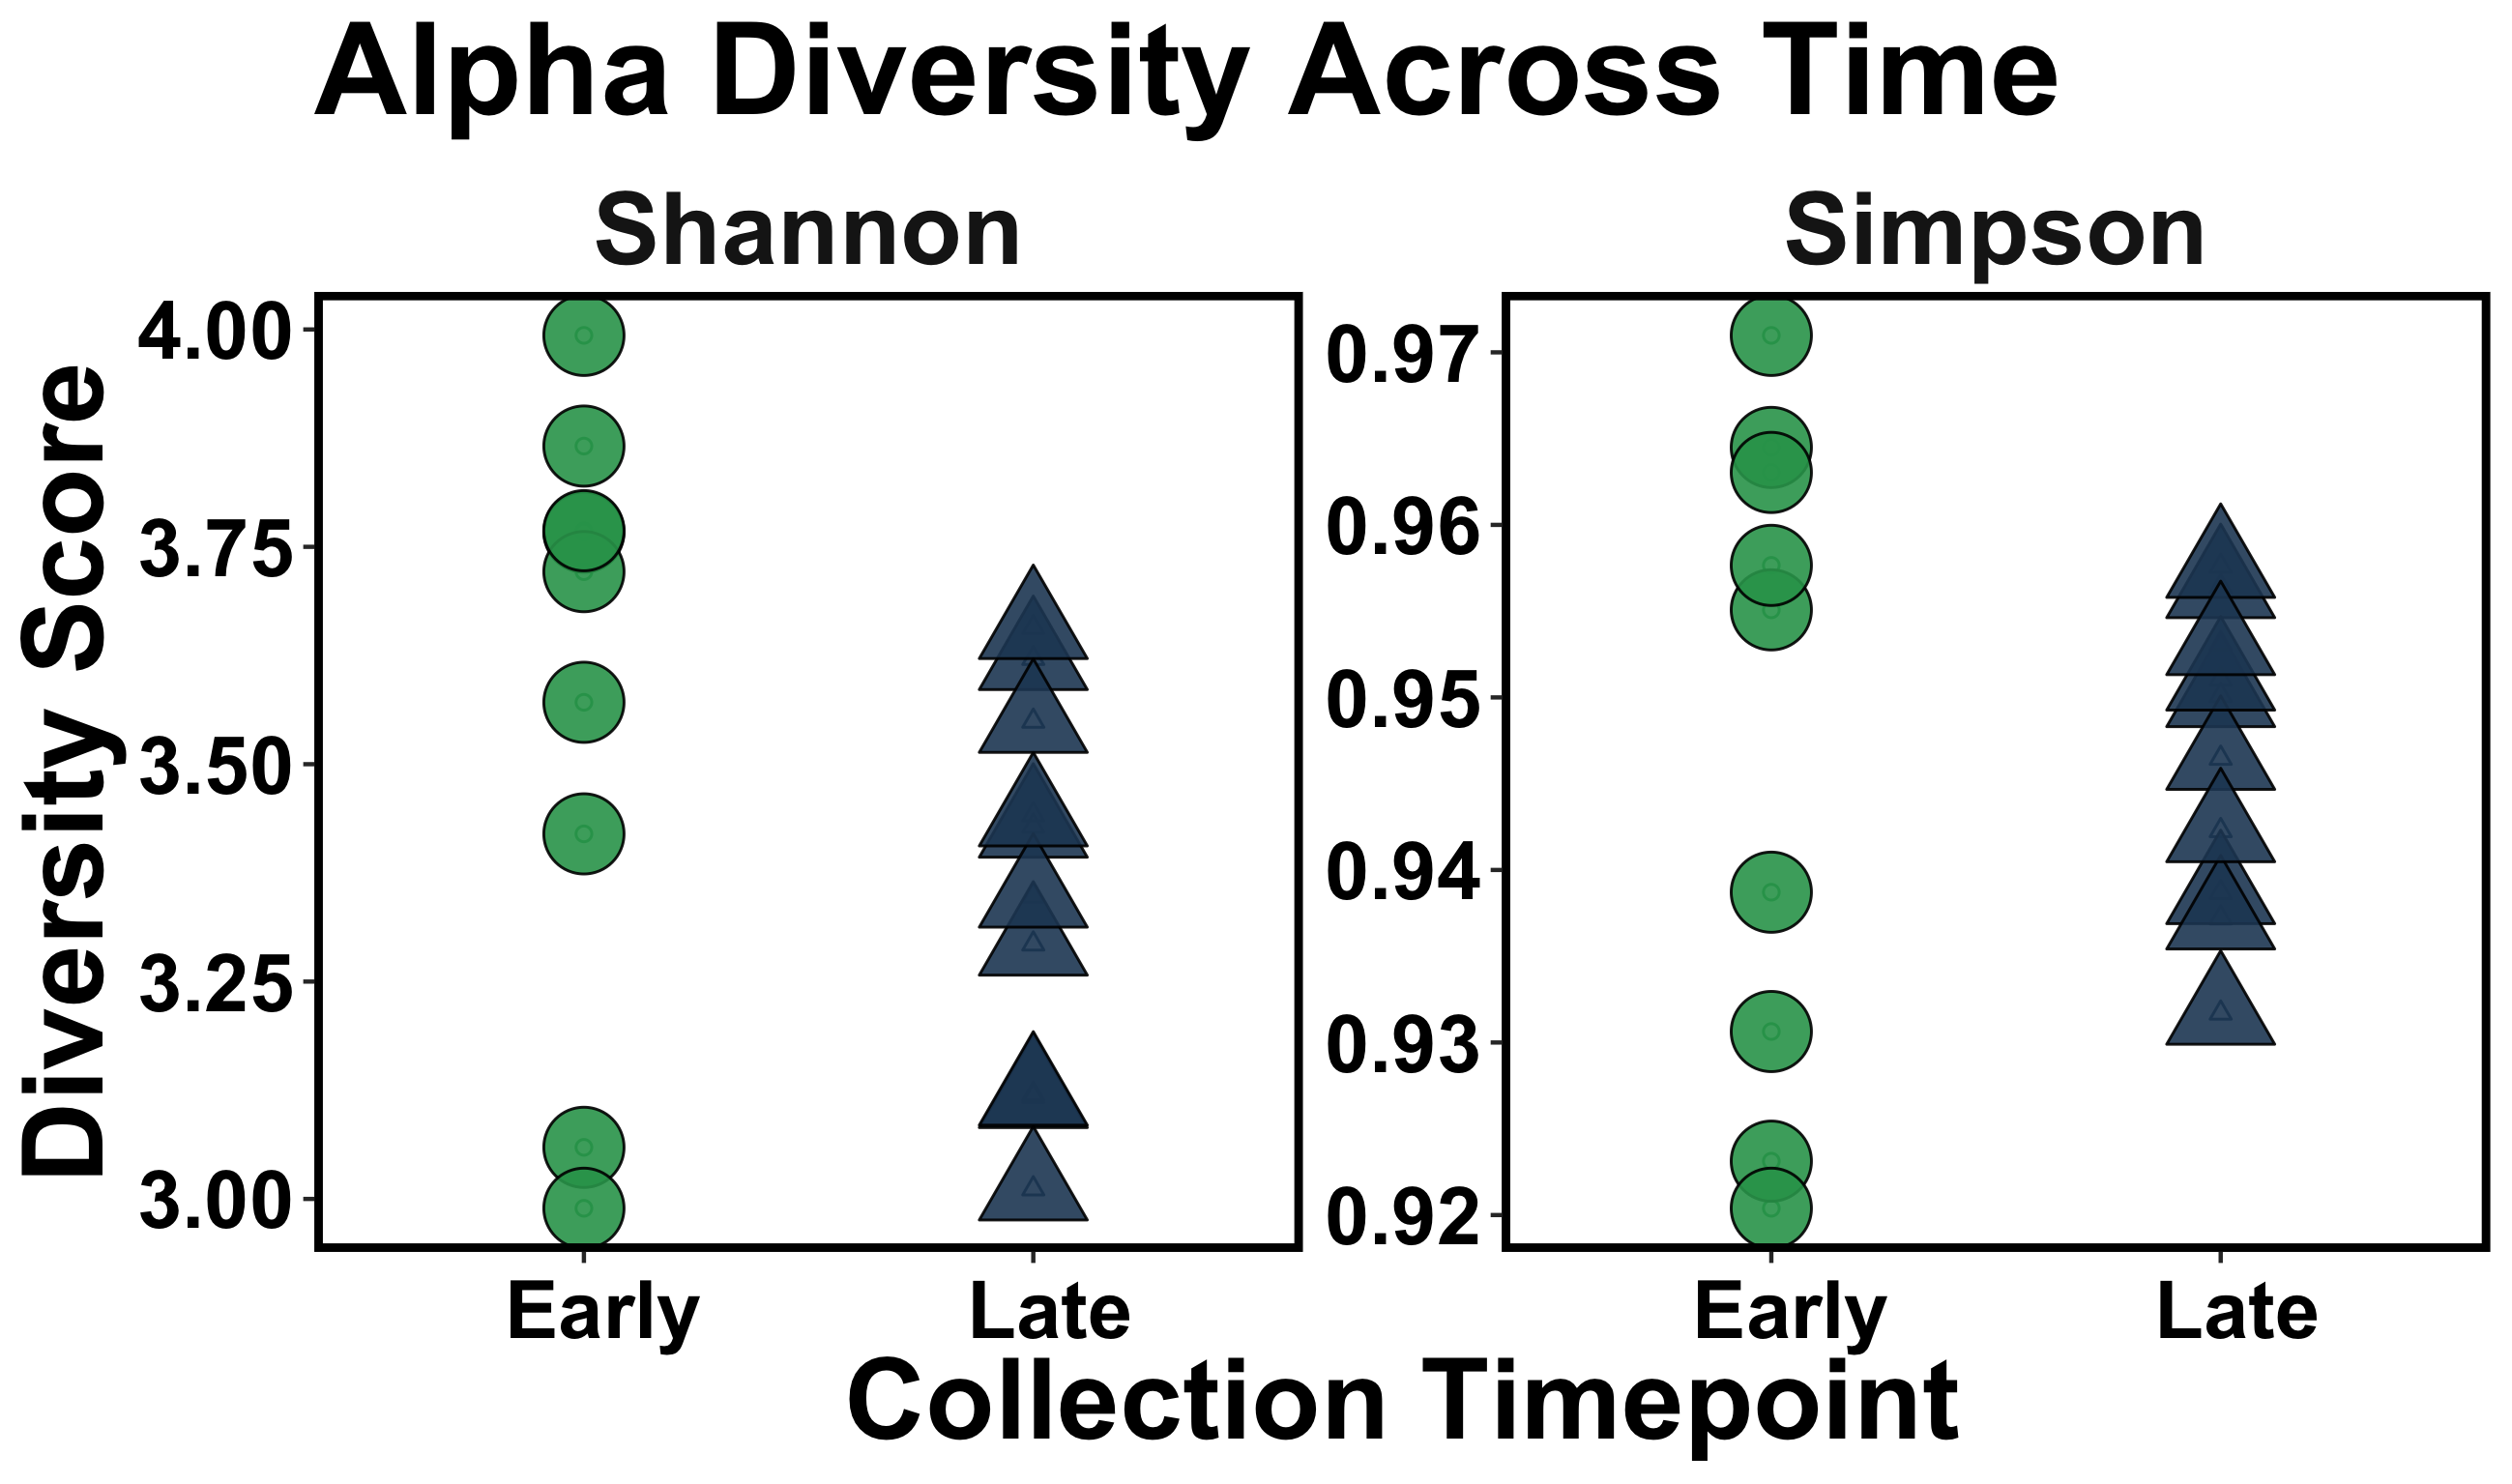 Alpha Diversity Across Time
Shannon
Simpson
Diversity Score
4.00
3.75
3.50
3.25
3.00
0.97
0.96
0.95
0.94
0.93
0.92
Early
Late
Early
Late
Collection Timepoint